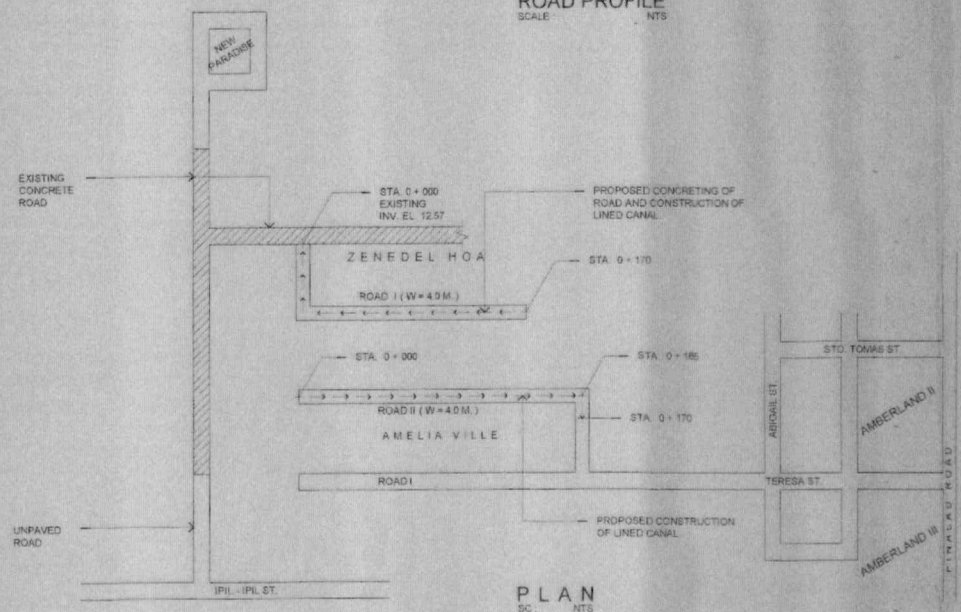 ROAD PROFILE
SCALE NTS
NEW
PARADISE
EXISTING
CONCRETE
ROAD
STA. 0 + 000
EXISTING
INV. EL. 12.57
PROPOSED CONCRETING OF
ROAD AND CONSTRUCTION OF
LINED CANAL
ZENEDEL HOA
STA. 0 + 170
ROAD I (W = 4.0 M.)
STA. 0 + 000
STA. 0 + 185
STO. TOMAS ST.
ROAD II (W = 4.0 M.)
STA. 0 + 170
ABIGAIL ST.
AMBERLAND II
AMELIA VILLE
ROAD I
TERESA ST.
PINALAD ROAD
UNPAVED
ROAD
PROPOSED CONSTRUCTION
OF LINED CANAL
AMBERLAND III
IPIL - IPIL ST.
PLAN
SC. NTS